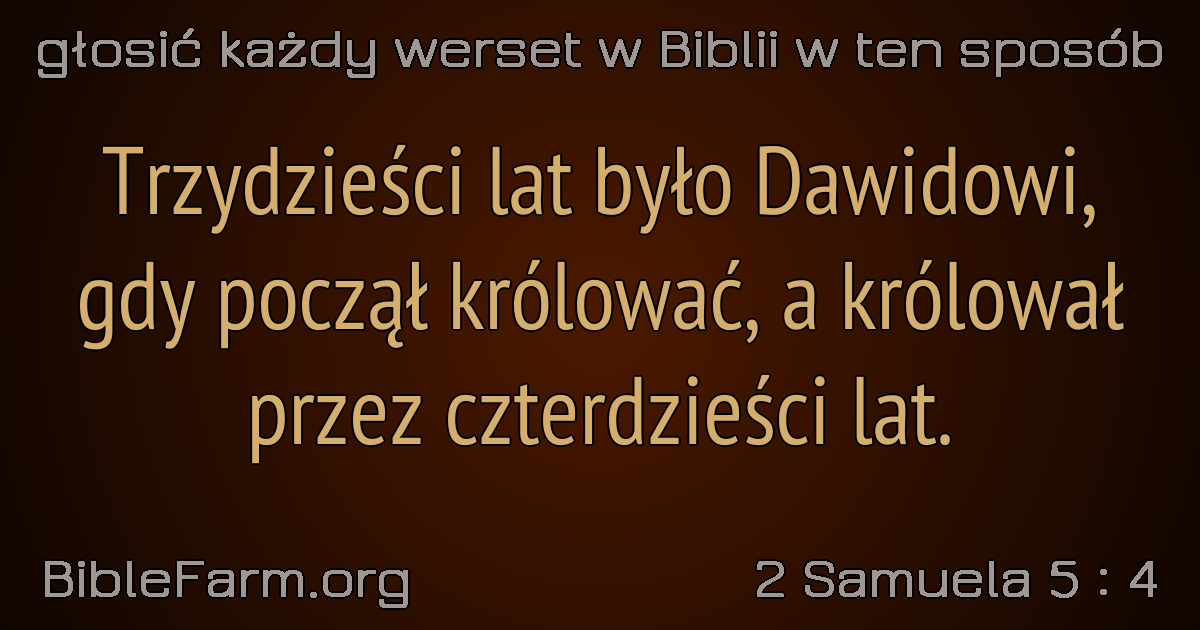 głosić każdy werset w Biblii w ten sposób
Trzydzieści lat było Dawidowi,
gdy począł królować, a królował
przez czterdzieści lat.
BibleFarm.org
2 Samuela 5 : 4